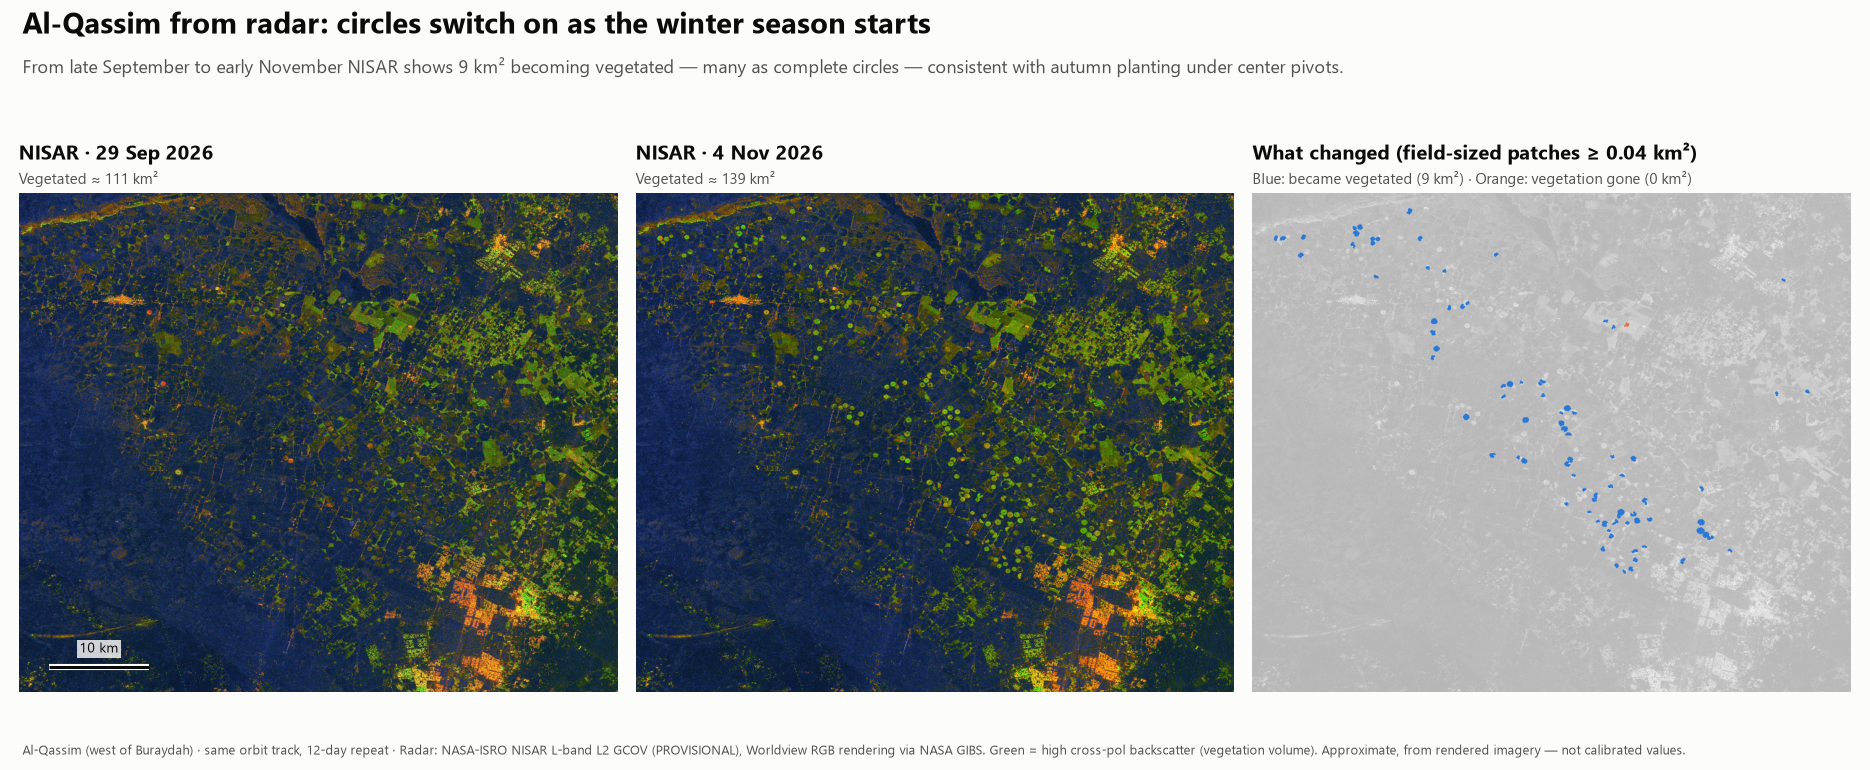 Al-Qassim from radar: circles switch on as the winter season starts
From late September to early November NISAR shows 9 km² becoming vegetated — many as complete circles — consistent with autumn planting under center pivots.
NISAR · 29 Sep 2026
Vegetated ≈ 111 km²
NISAR · 4 Nov 2026
Vegetated ≈ 139 km²
What changed (field-sized patches ≥ 0.04 km²)
Blue: became vegetated (9 km²) · Orange: vegetation gone (0 km²)
10 km
Al-Qassim (west of Buraydah) · same orbit track, 12-day repeat · Radar: NASA-ISRO NISAR L-band L2 GCOV (PROVISIONAL), Worldview RGB rendering via NASA GIBS. Green = high cross-pol backscatter (vegetation volume). Approximate, from rendered imagery — not calibrated values.